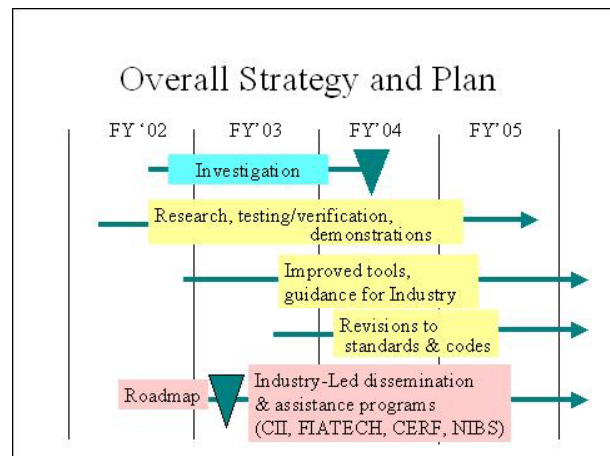 Overall Strategy and Plan
FY ‘02 FY’03 FY’04 FY’05
Investigation
Research, testing/verification,
demonstrations
Improved tools,
guidance for Industry
Revisions to
standards & codes
Roadmap
Industry-Led dissemination
& assistance programs
(CII, FIATECH, CERF, NIBS)